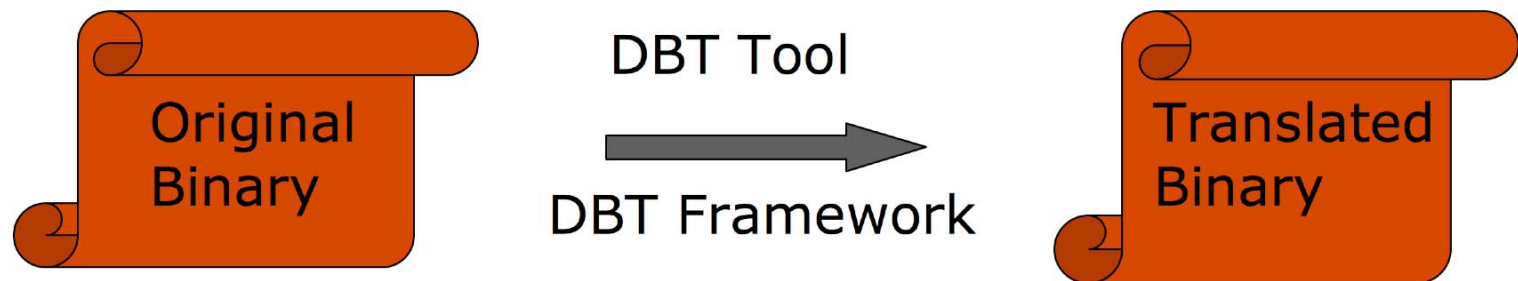 Original
Binary
DBT Tool
DBT Framework
Translated
Binary